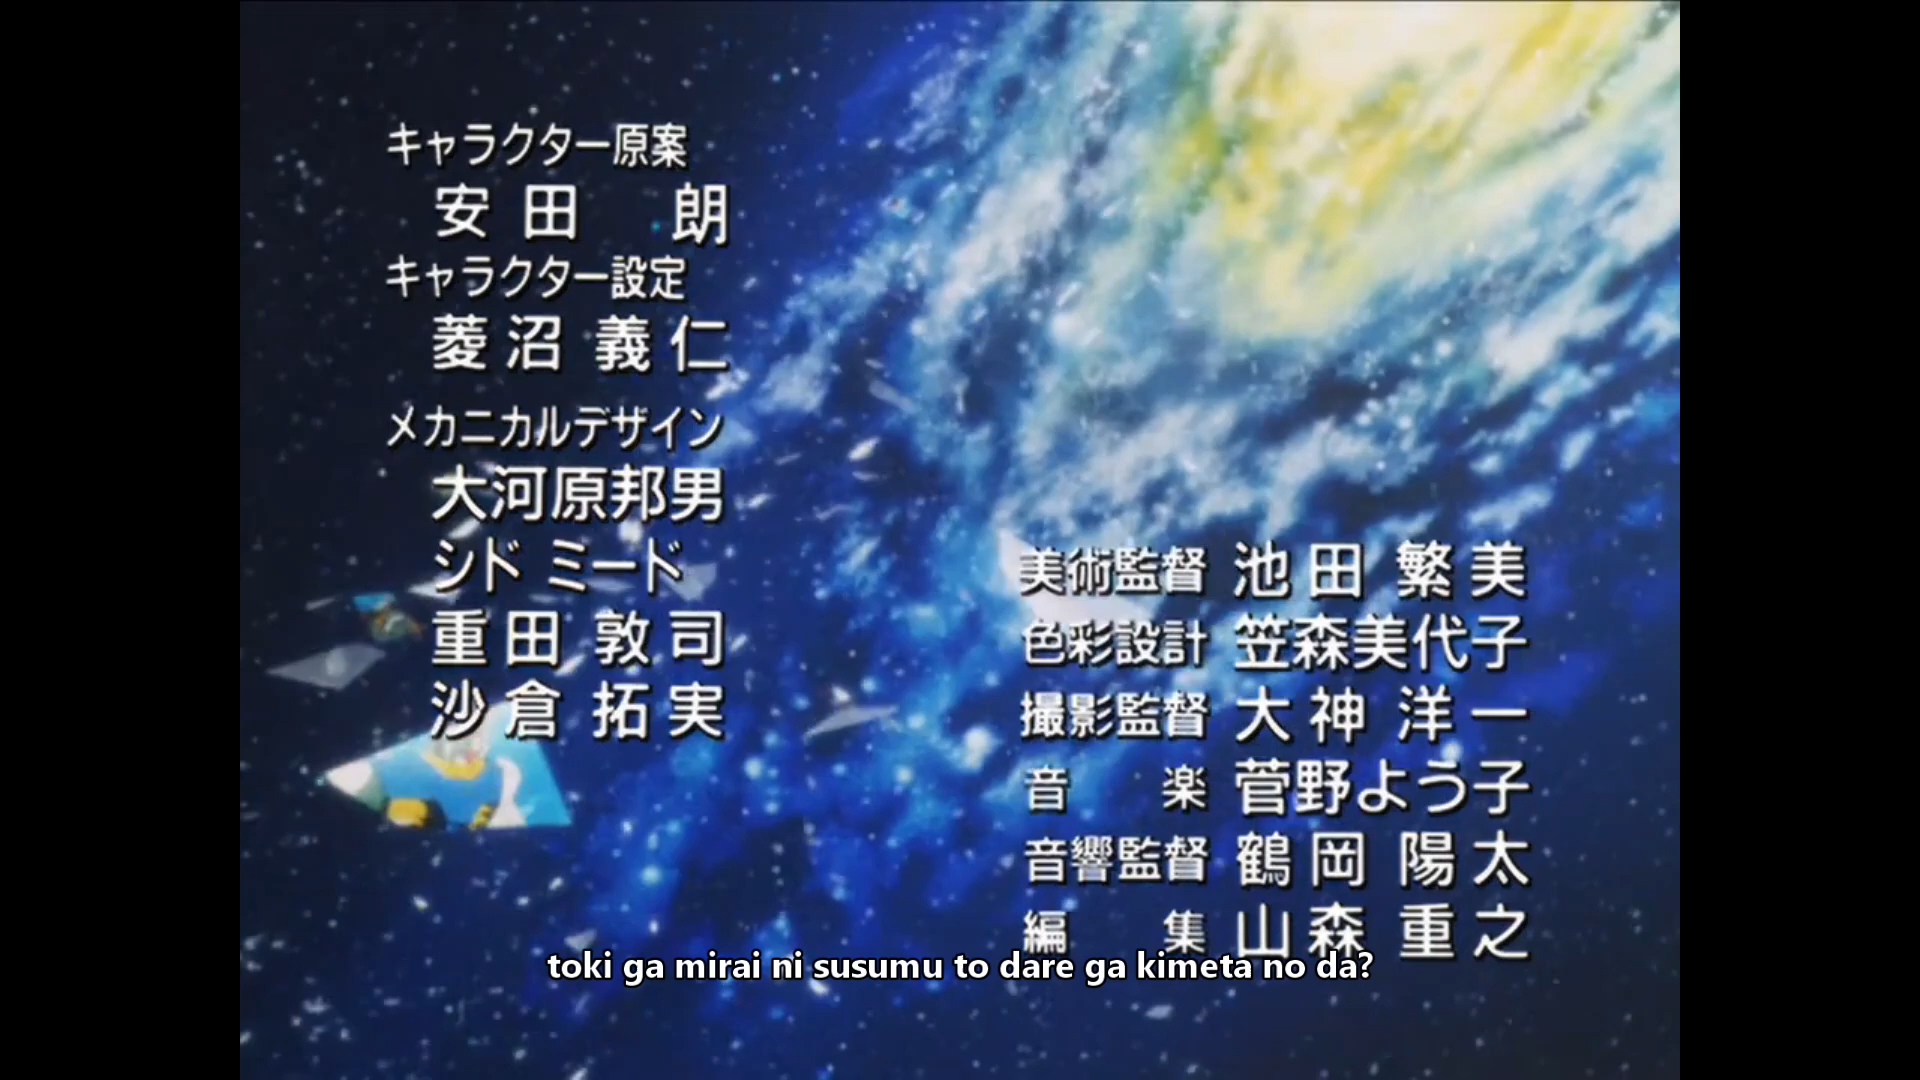 キャラクター原案
安田 朗
キャラクター設定
菱沼 義仁
メカニカルデザイン
大河原邦男
シド ミード
重田 敦司
沙倉 拓実
美術監督 池田 繁美
色彩設計 笠森美代子
撮影監督 大神 洋一
音楽 菅野よう子
音響監督 鶴岡 陽太
編集 山森 重之
toki ga mirai ni susumu to dare ga kimeta no da?